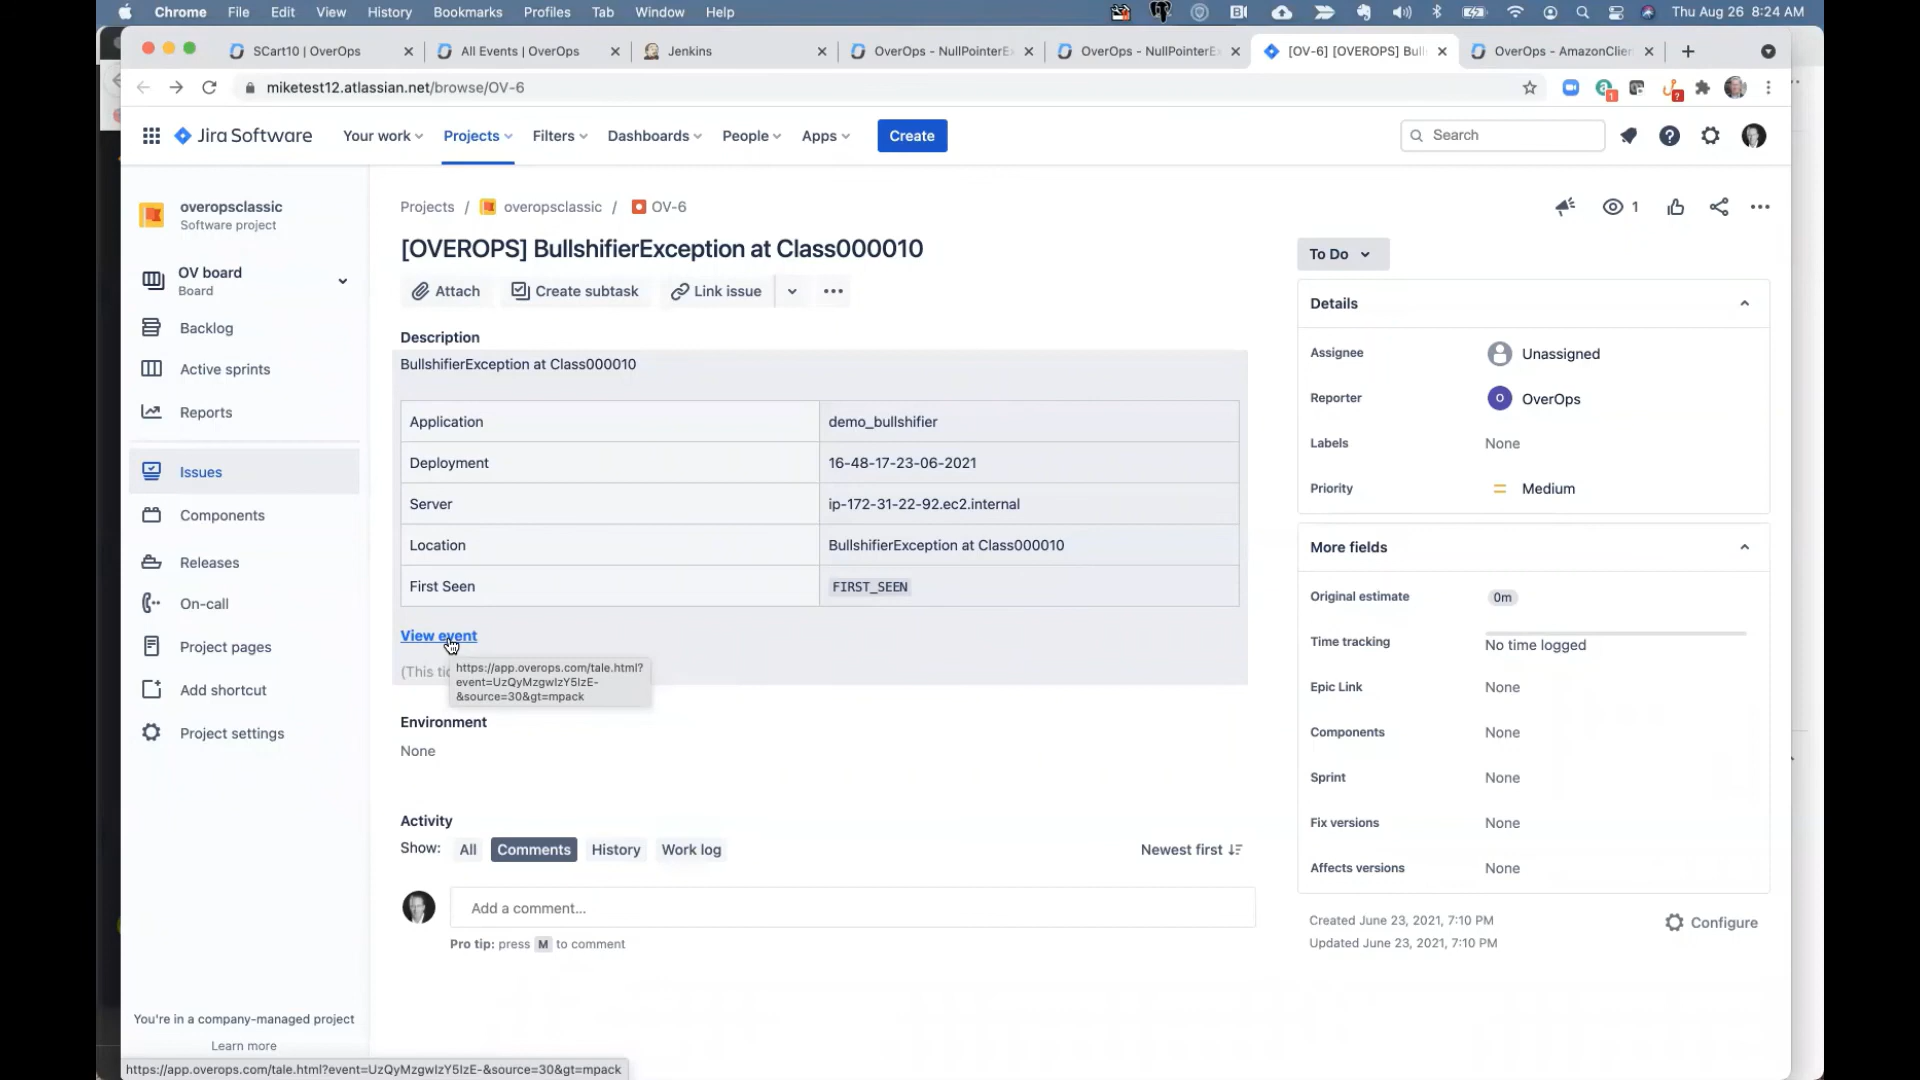 Chrome File Edit View History Bookmarks Profiles Tab Window Help Thu Aug 26 8:24 AM
SCart10 | OverOps
All Events | OverOps
Jenkins
OverOps - NullPointerEx
OverOps - NullPointerEx
[OV-6] [OVEROPS] Bull
OverOps - AmazonClien
miketest12.atlassian.net/browse/OV-6
Jira Software Your work Projects Filters Dashboards People Apps Create Search
overopsclassic
Software project
OV board
Board
Backlog
Active sprints
Reports
Issues
Components
Releases
On-call
Project pages
Add shortcut
Project settings
You're in a company-managed project
Learn more
Projects / overopsclassic / OV-6
1
[OVEROPS] BullshifierException at Class000010
Attach Create subtask Link issue
Description
BullshifierException at Class000010
Application demo_bullshifier
Deployment 16-48-17-23-06-2021
Server ip-172-31-22-92.ec2.internal
Location BullshifierException at Class000010
First Seen FIRST_SEEN
View event
(This tic
https://app.overops.com/tale.html?
event=UzQyMzgwIzY5IzE-
&source=30&gt=mpack
Environment
None
Activity
Show: All Comments History Work log Newest first
Add a comment...
Pro tip: press M to comment
To Do
Details
Assignee Unassigned
Reporter O OverOps
Labels None
Priority Medium
More fields
Original estimate 0m
Time tracking No time logged
Epic Link None
Components None
Sprint None
Fix versions None
Affects versions None
Created June 23, 2021, 7:10 PM
Updated June 23, 2021, 7:10 PM
Configure
https://app.overops.com/tale.html?event=UzQyMzgwIzY5IzE-&source=30&gt=mpack